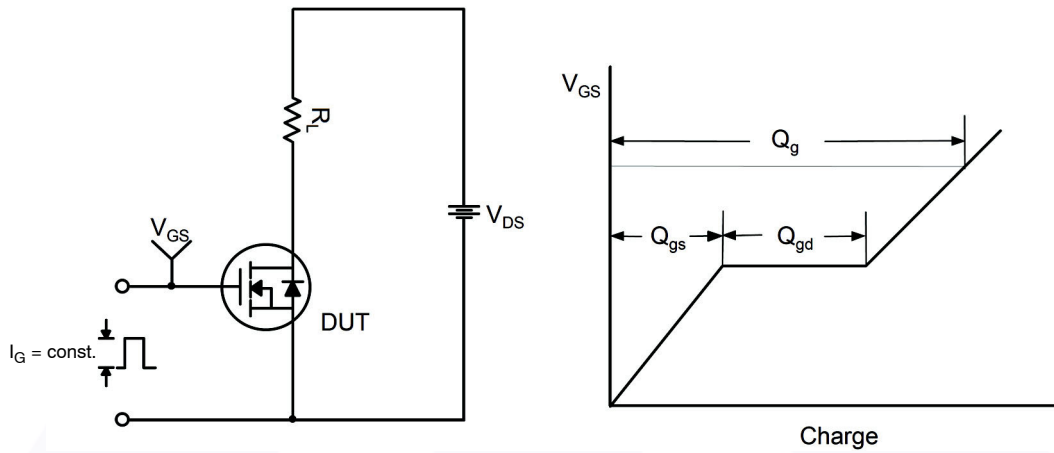 R_L
V_GS
V_DS
DUT
I_G = const.
V_GS
Q_g
Q_gs
Q_gd
Charge